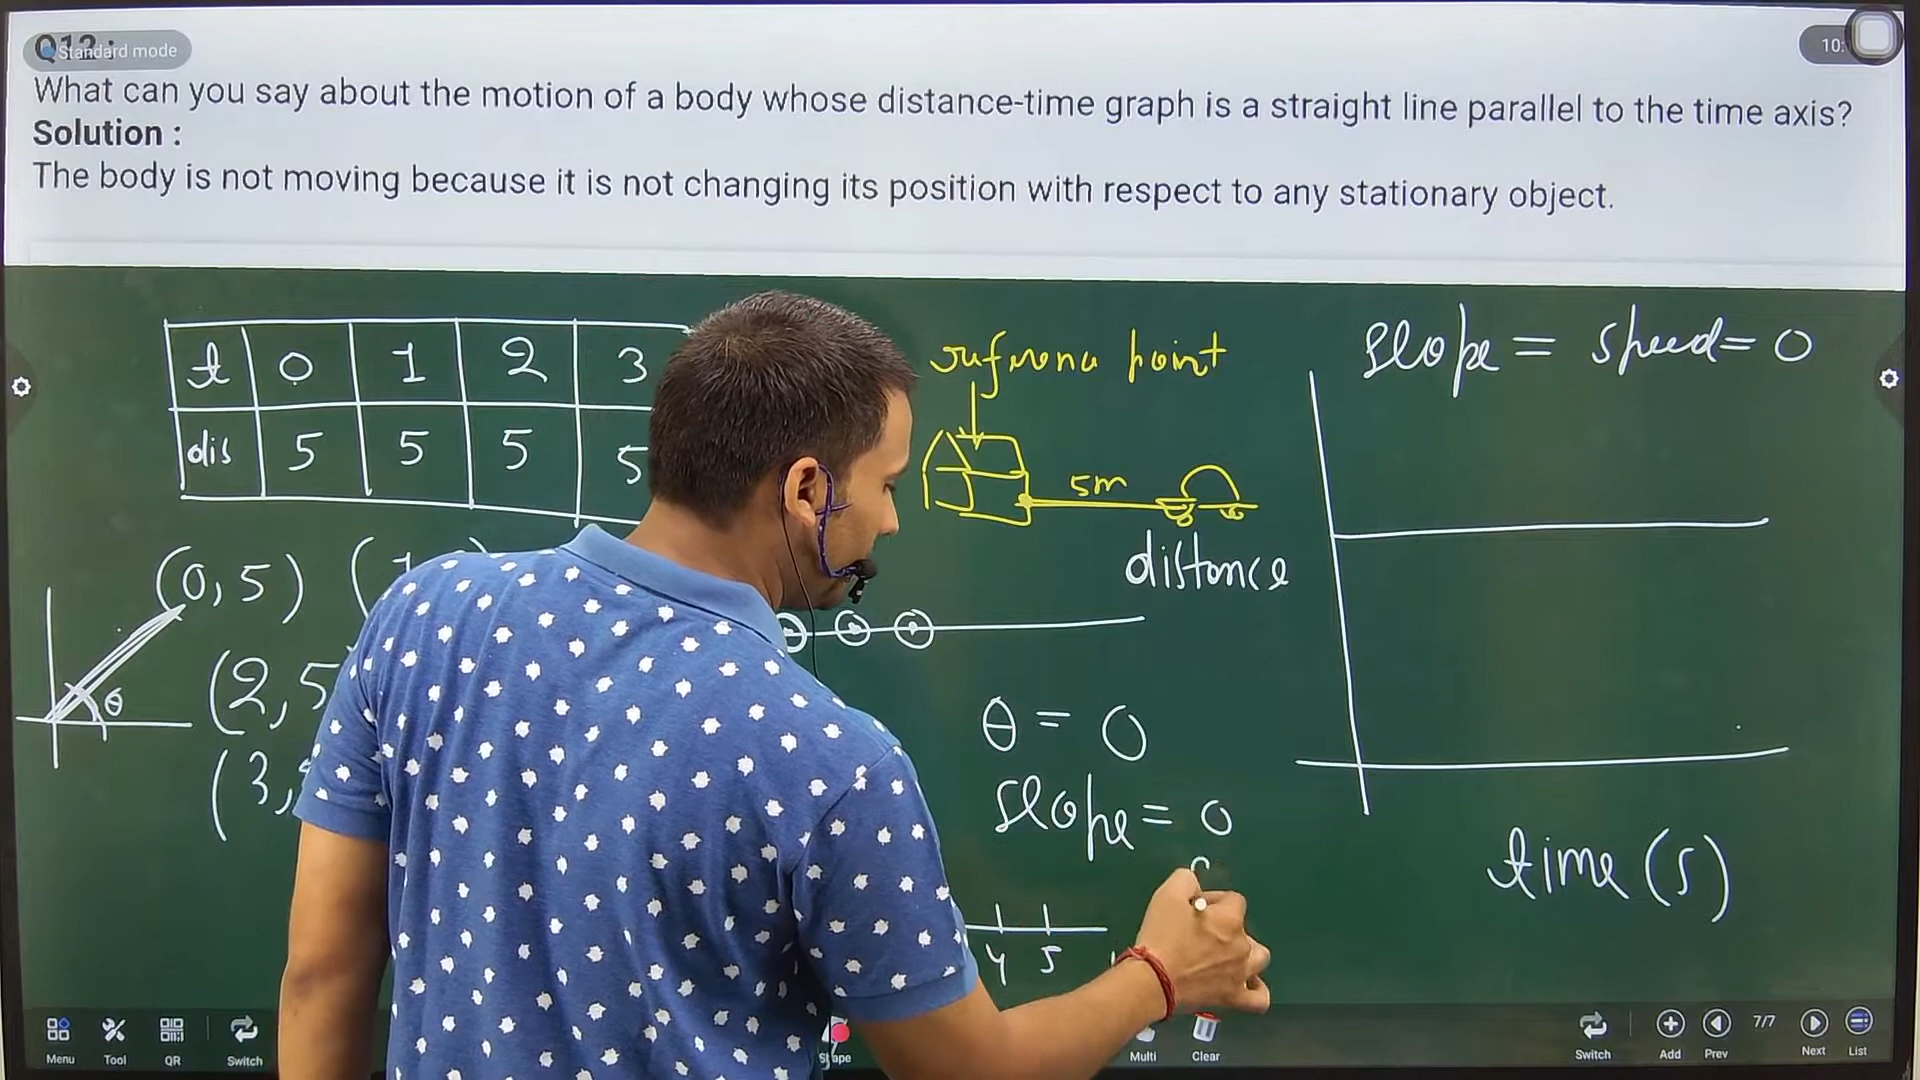 Q12:
Standard mode
10:
What can you say about the motion of a body whose distance-time graph is a straight line parallel to the time axis?
Solution :
The body is not moving because it is not changing its position with respect to any stationary object.
t 0 1 2 3
dis 5 5 5 5
point
5m
slope = speed = 0
distance
(0,5) (1
(2,5
(3,
θ
θ = 0
slope = 0
4 5
time (s)
Menu Tool QR Switch
Multi Clear
Switch Add Prev 7/7 Next List